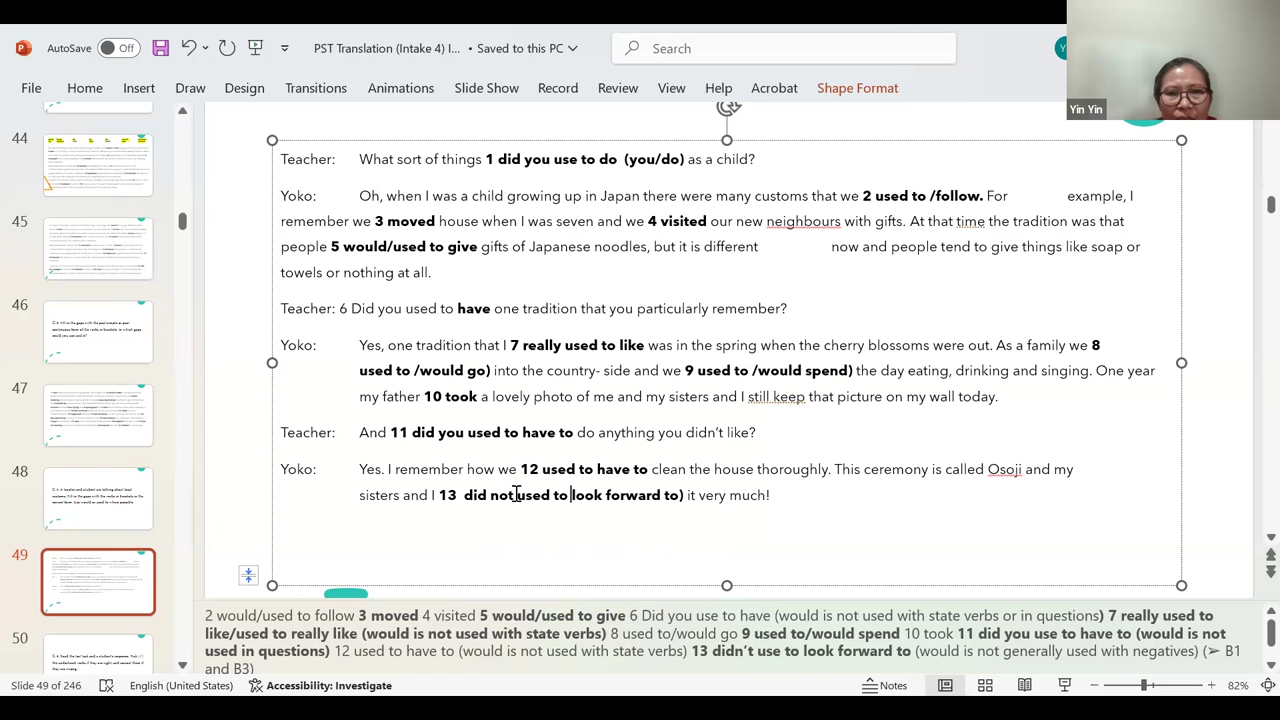 AutoSave Off PST Translation (Intake 4) I... • Saved to this PC Search Y
File Home Insert Draw Design Transitions Animations Slide Show Record Review View Help Acrobat Shape Format
Yin Yin
44
45
46
47
48
49
50
Teacher: What sort of things 1 did you use to do (you/do) as a child?
Yoko: Oh, when I was a child growing up in Japan there were many customs that we 2 used to /follow. For example, I
remember we 3 moved house when I was seven and we 4 visited our new neighbours with gifts. At that time the tradition was that
people 5 would/used to give gifts of Japanese noodles, but it is different now and people tend to give things like soap or
towels or nothing at all.
Teacher: 6 Did you used to have one tradition that you particularly remember?
Yoko: Yes, one tradition that I 7 really used to like was in the spring when the cherry blossoms were out. As a family we 8
used to /would go) into the country- side and we 9 used to /would spend) the day eating, drinking and singing. One year
my father 10 took a lovely photo of me and my sisters and I still keep that picture on my wall today.
Teacher: And 11 did you used to have to do anything you didn't like?
Yoko: Yes. I remember how we 12 used to have to clean the house thoroughly. This ceremony is called Osoji and my
sisters and I 13 did not used to look forward to) it very much!
2 would/used to follow 3 moved 4 visited 5 would/used to give 6 Did you use to have (would is not used with state verbs or in questions) 7 really used to
like/used to really like (would is not used with state verbs) 8 used to/would go 9 used to/would spend 10 took 11 did you use to have to (would is not
used in questions) 12 used to have to (would is not used with state verbs) 13 didn't use to look forward to (would is not generally used with negatives) (➢ B1
and B3)
Slide 49 of 246 English (United States) Accessibility: Investigate Notes 82%